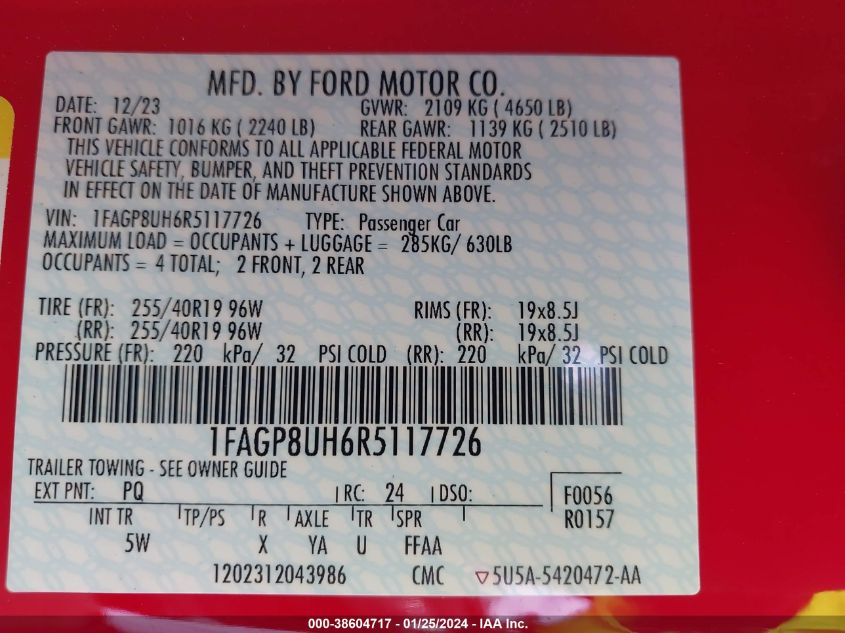 MFD. BY FORD MOTOR CO.
DATE: 12/23 GVWR: 2109 KG ( 4650 LB)
FRONT GAWR: 1016 KG ( 2240 LB) REAR GAWR: 1139 KG ( 2510 LB)
THIS VEHICLE CONFORMS TO ALL APPLICABLE FEDERAL MOTOR
VEHICLE SAFETY, BUMPER, AND THEFT PREVENTION STANDARDS
IN EFFECT ON THE DATE OF MANUFACTURE SHOWN ABOVE.
VIN: 1FAGP8UH6R5117726 TYPE: Passenger Car
MAXIMUM LOAD = OCCUPANTS + LUGGAGE = 285KG/ 630LB
OCCUPANTS = 4 TOTAL; 2 FRONT, 2 REAR
TIRE (FR): 255/40R19 96W RIMS (FR): 19x8.5J
(RR): 255/40R19 96W (RR): 19x8.5J
PRESSURE (FR): 220 kPa/ 32 PSI COLD (RR): 220 kPa/ 32 PSI COLD
1FAGP8UH6R5117726
TRAILER TOWING - SEE OWNER GUIDE
EXT PNT: PQ RC: 24 DSO: F0056
INT TR TP/PS R AXLE TR SPR R0157
5W X YA U FFAA
1202312043986 CMC ▽5U5A-5420472-AA
000-38604717 - 01/25/2024 - IAA Inc.